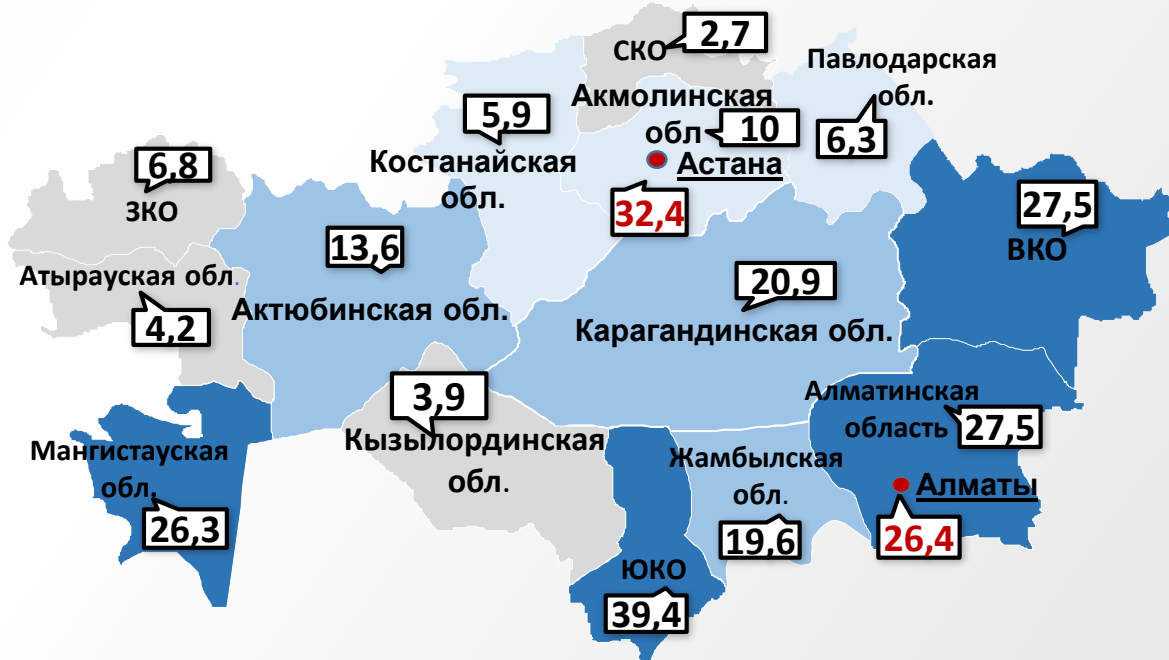 СКО
2,7
Павлодарская
обл.
6,3
Акмолинская
обл
10
5,9
Костанайская
обл.
Астана
32,4
6,8
ЗКО
27,5
ВКО
13,6
Актюбинская обл.
Атырауская обл.
4,2
20,9
Карагандинская обл.
3,9
Кызылординская
обл.
Алматинская
область
27,5
Мангистауская
обл.
26,3
Жамбылская
обл.
19,6
Алматы
26,4
ЮКО
39,4